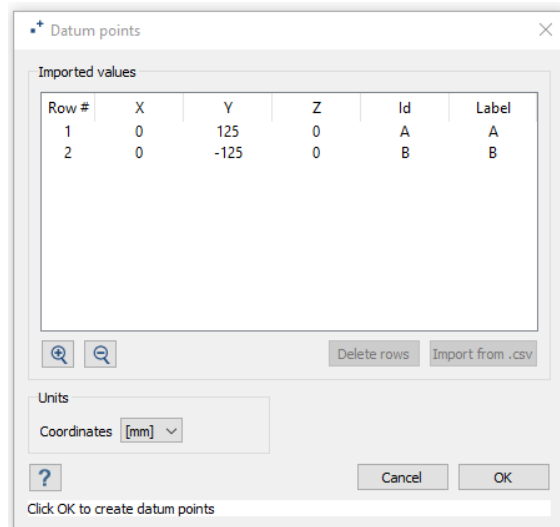 Datum points
Imported values
Row # X Y Z Id Label
1 0 125 0 A A
2 0 -125 0 B B
Delete rows Import from .csv
Units
Coordinates [mm]
? Cancel OK
Click OK to create datum points